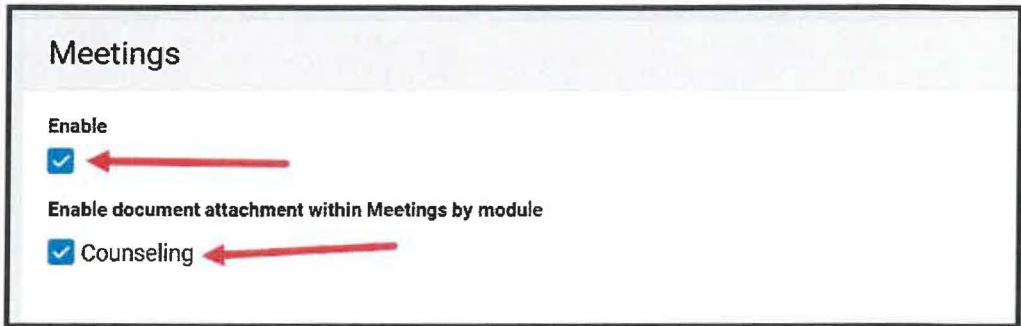 Meetings
Enable
Enable document attachment within Meetings by module
Counseling